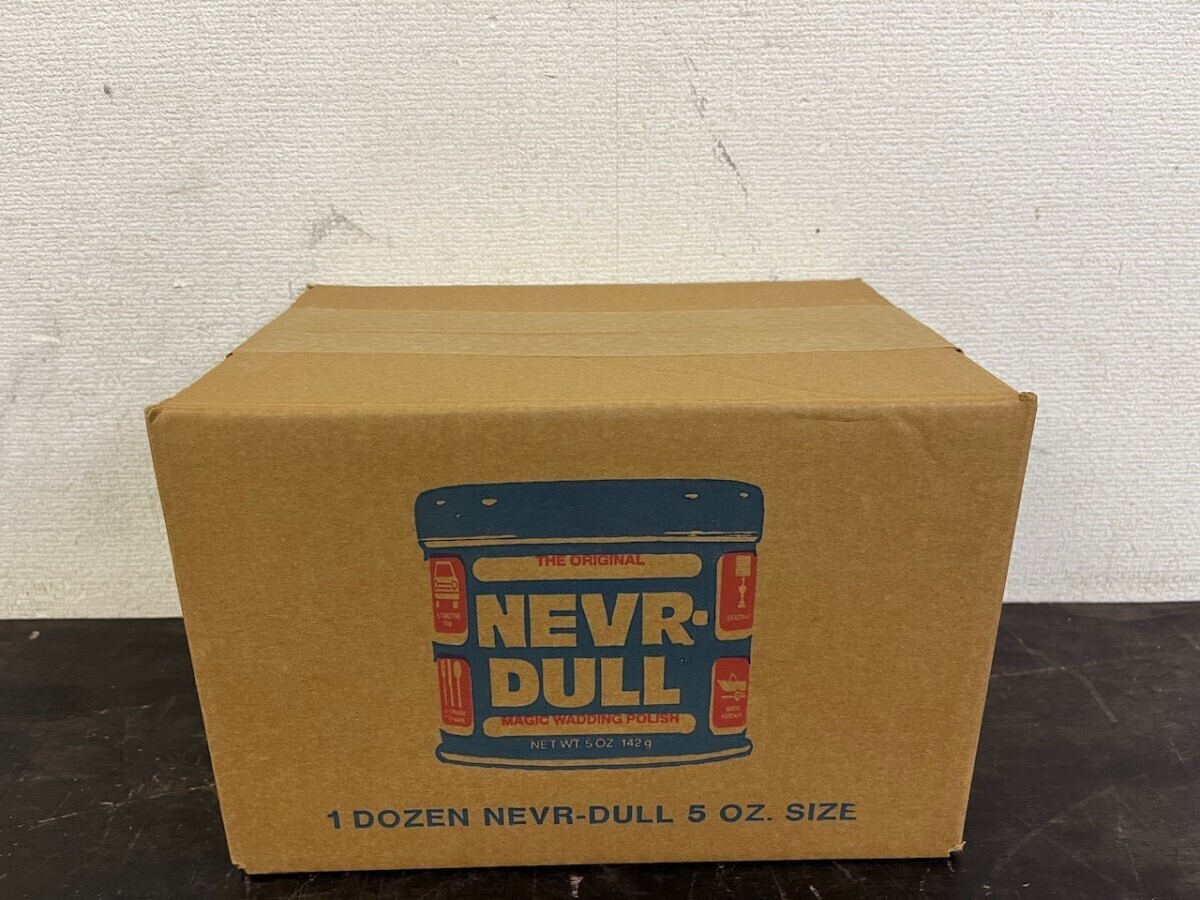 THE ORIGINAL
NEVR-
DULL
MAGIC WADDING POLISH
NET WT. 5 OZ 142 g
1 DOZEN NEVR-DULL 5 OZ. SIZE